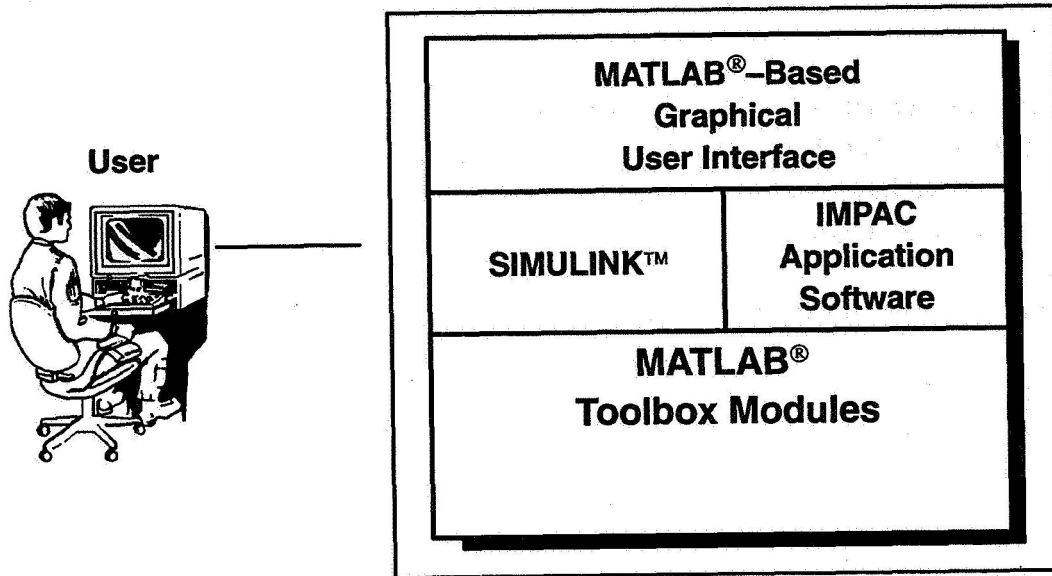 User
MATLAB®–Based
Graphical
User Interface
SIMULINK™
IMPAC
Application
Software
MATLAB®
Toolbox Modules